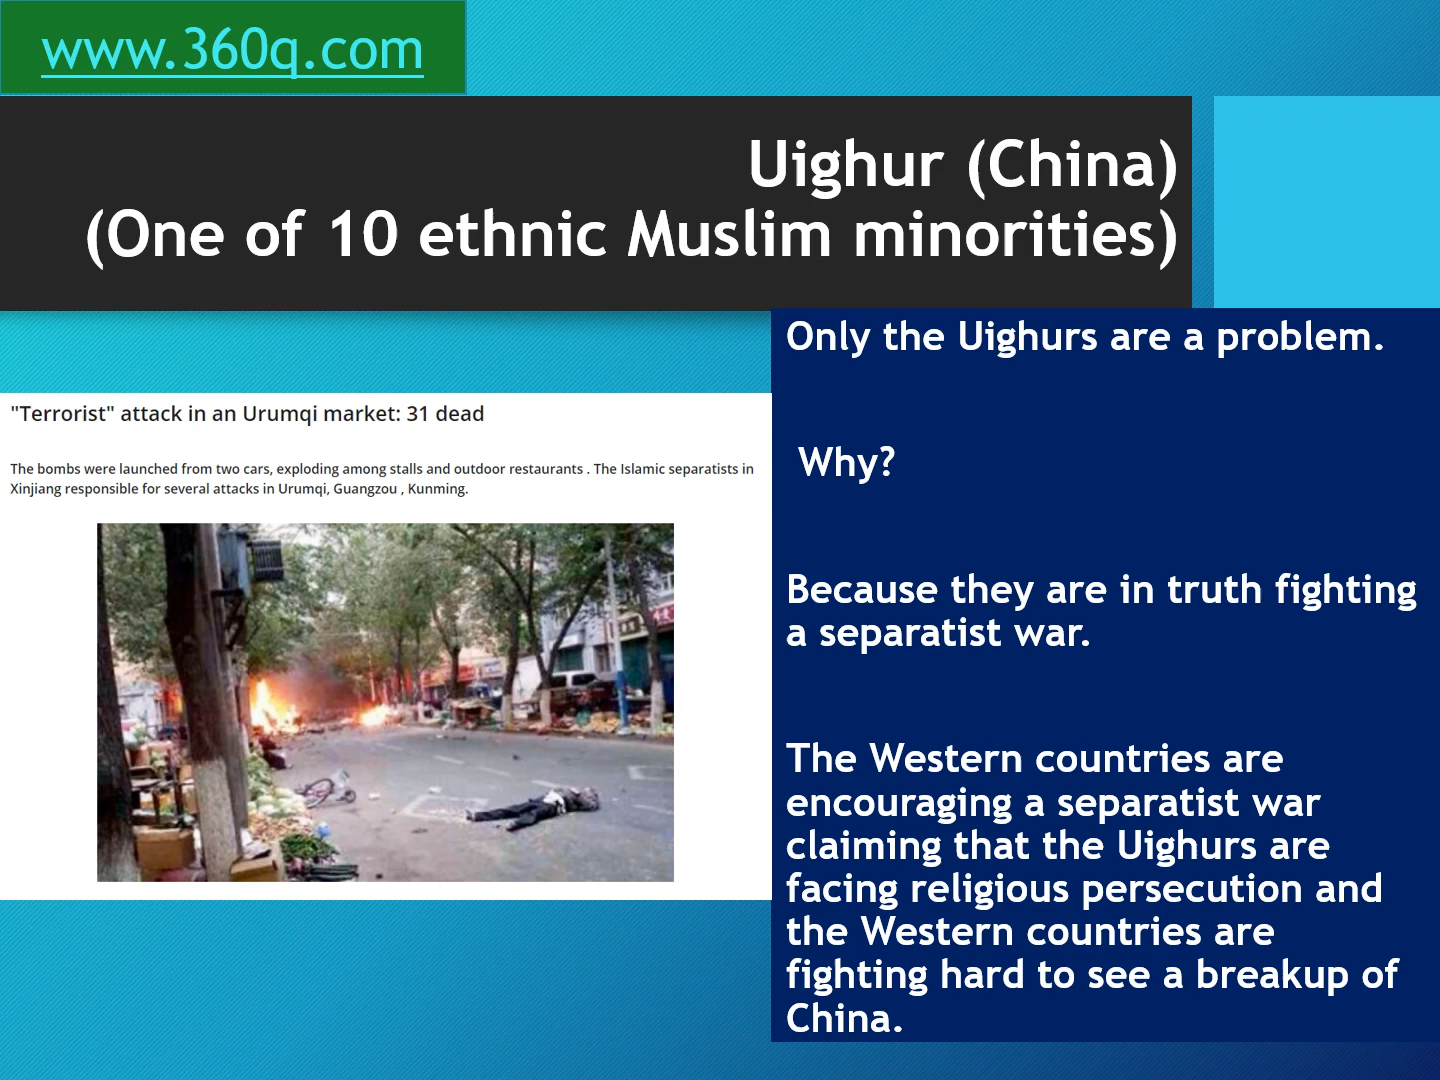 www.360q.com
Uighur (China)
(One of 10 ethnic Muslim minorities)
"Terrorist" attack in an Urumqi market: 31 dead
The bombs were launched from two cars, exploding among stalls and outdoor restaurants . The Islamic separatists in
Xinjiang responsible for several attacks in Urumqi, Guangzou , Kunming.
Only the Uighurs are a problem.
Why?
Because they are in truth fighting
a separatist war.
The Western countries are
encouraging a separatist war
claiming that the Uighurs are
facing religious persecution and
the Western countries are
fighting hard to see a breakup of
China.